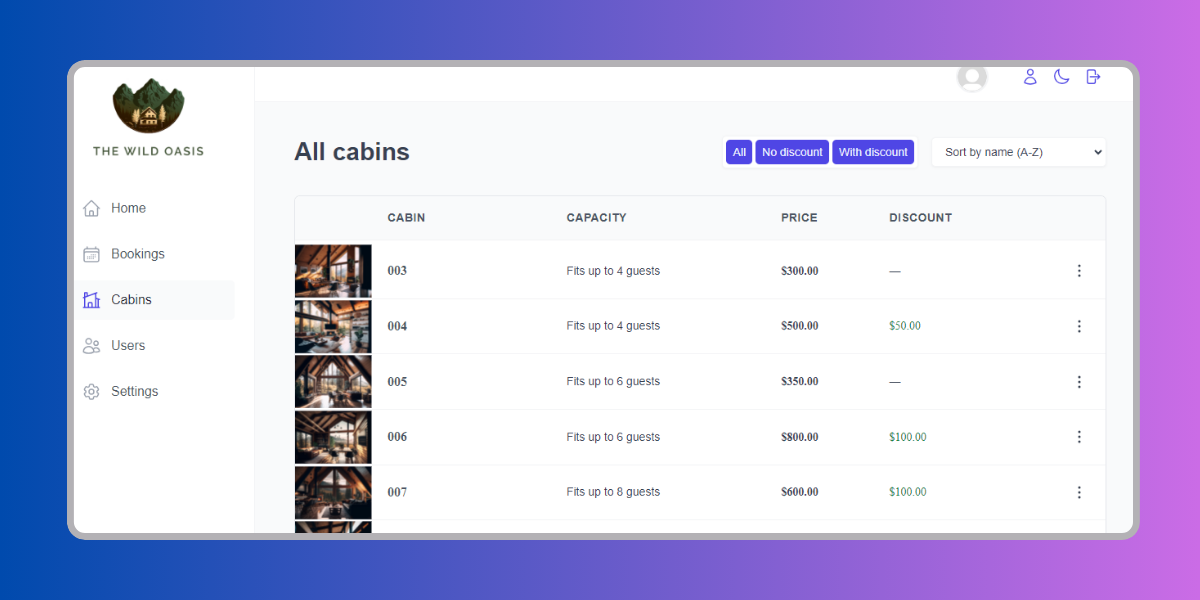 THE WILD OASIS
Home
Bookings
Cabins
Users
Settings
All cabins
All No discount With discount Sort by name (A-Z)
CABIN CAPACITY PRICE DISCOUNT
003 Fits up to 4 guests $300.00 —
004 Fits up to 4 guests $500.00 $50.00
005 Fits up to 6 guests $350.00 —
006 Fits up to 6 guests $800.00 $100.00
007 Fits up to 8 guests $600.00 $100.00